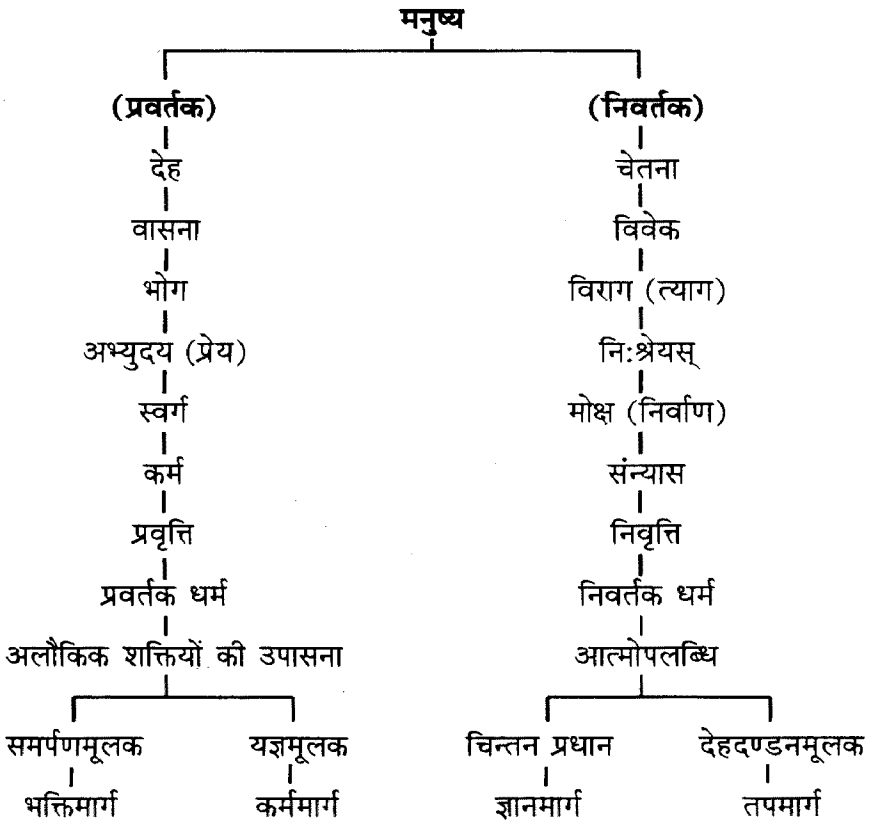 मनुष्य
(प्रवर्तक) (निवर्तक)
देह चेतना
वासना विवेक
भोग विराग (त्याग)
अभ्युदय (प्रेय) निःश्रेयस्
स्वर्ग मोक्ष (निर्वाण)
कर्म संन्यास
प्रवृत्ति निवृत्ति
प्रवर्तक धर्म निवर्तक धर्म
अलौकिक शक्तियों की उपासना आत्मोपलब्धि
समर्पणमूलक यज्ञमूलक चिन्तन प्रधान देहदण्डनमूलक
भक्तिमार्ग कर्ममार्ग ज्ञानमार्ग तपमार्ग